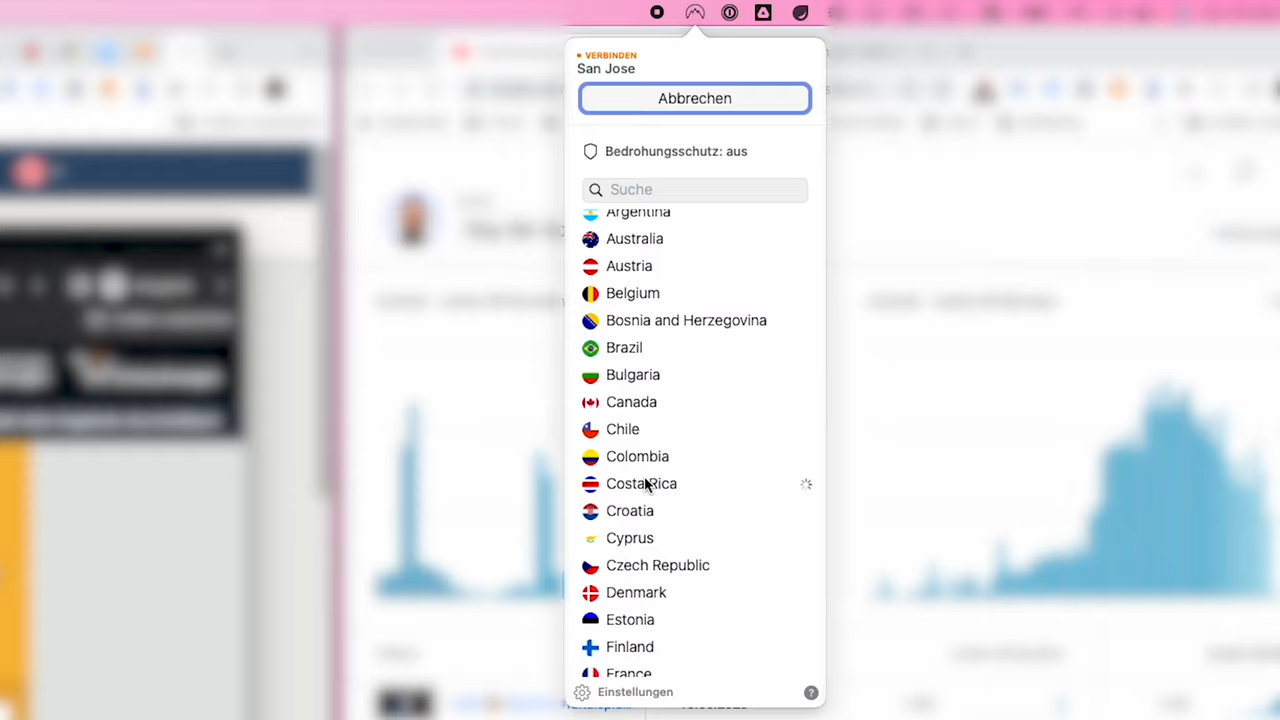 VERBINDEN
San Jose
Abbrechen
Bedrohungsschutz: aus
Suche
Argentina
Australia
Austria
Belgium
Bosnia and Herzegovina
Brazil
Bulgaria
Canada
Chile
Colombia
Costa Rica
Croatia
Cyprus
Czech Republic
Denmark
Estonia
Finland
France
Einstellungen